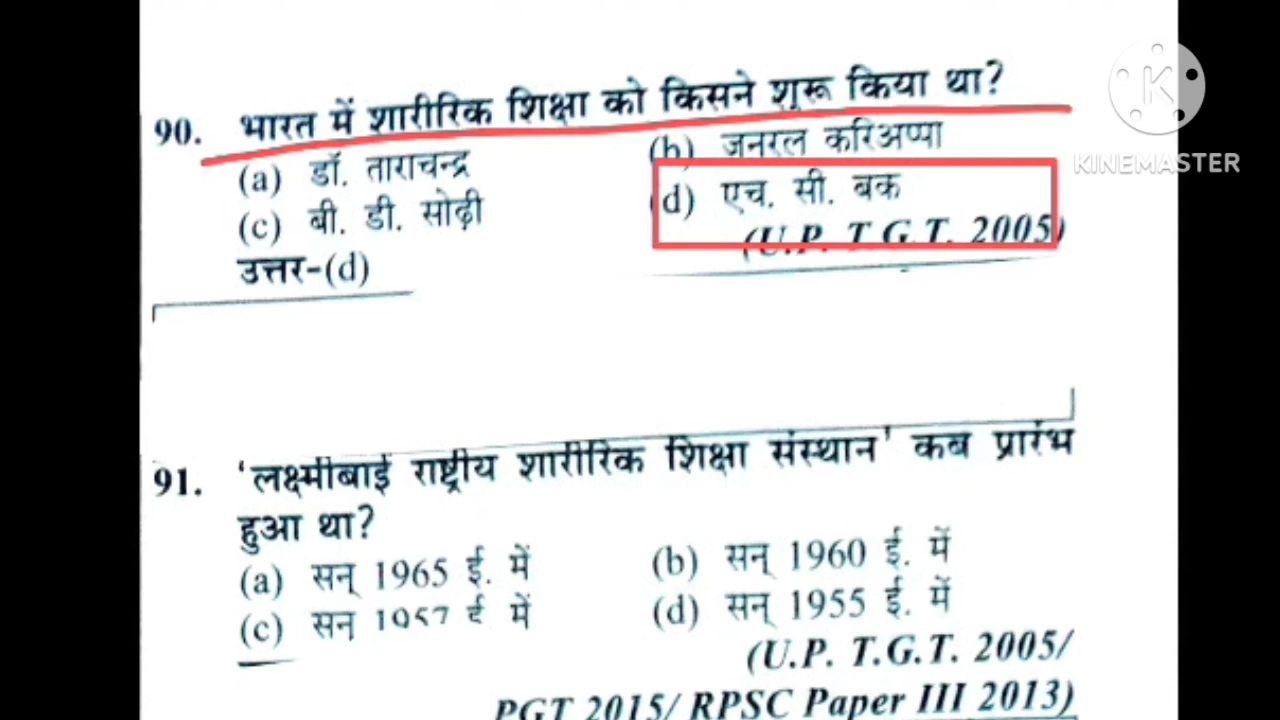 90. भारत में शारीरिक शिक्षा को किसने शुरू किया था?
(a) डॉ. ताराचन्द्र (b) जनरल करिअप्पा
(c) बी. डी. सोढ़ी (d) एच. सी. बक
(U.P. T.G.T. 2005)
उत्तर-(d)
91. 'लक्ष्मीबाई राष्ट्रीय शारीरिक शिक्षा संस्थान' कब प्रारंभ
हुआ था?
(a) सन् 1965 ई. में (b) सन् 1960 ई. में
(c) सन् 1957 ई में (d) सन् 1955 ई. में
(U.P. T.G.T. 2005/
PGT 2015/ RPSC Paper III 2013)
K
KINEMASTER